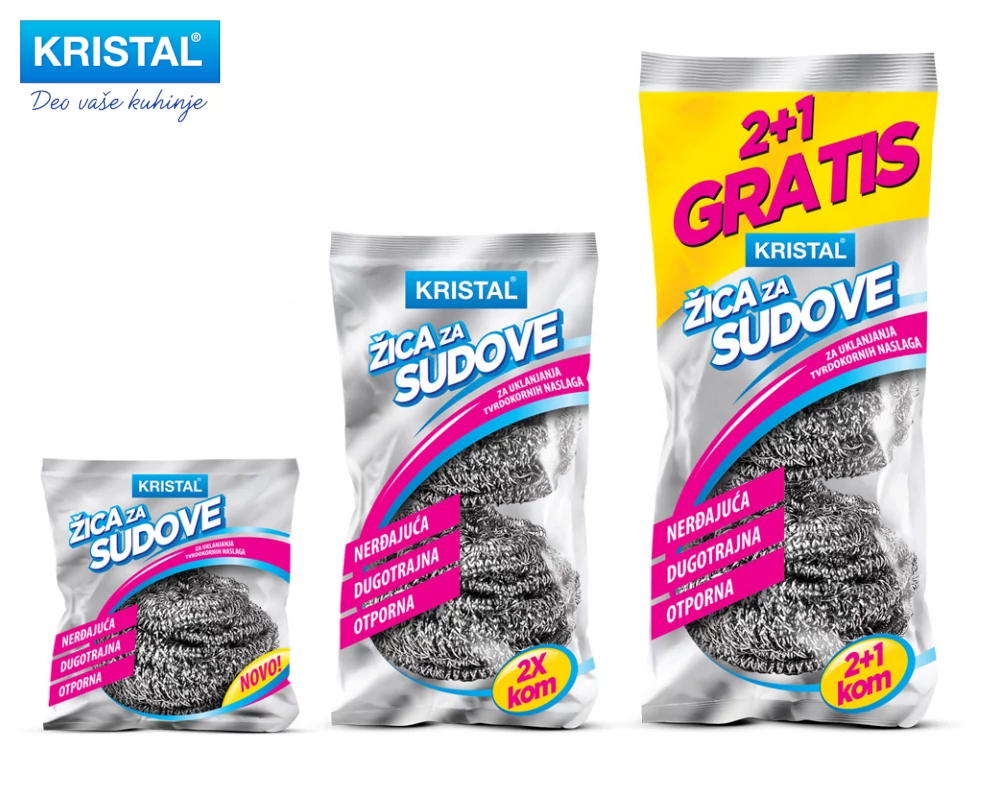 KRISTAL®
Deo vaše kuhinje
KRISTAL
ŽICA ZA
SUDOVE
ZA UKLANJANJA
TVRDOKORNIH NASLAGA
NERĐAJUĆA
DUGOTRAJNA
OTPORNA
NOVO!
KRISTAL®
ŽICA ZA
SUDOVE
ZA UKLANJANJA
TVRDOKORNIH NASLAGA
NERĐAJUĆA
DUGOTRAJNA
OTPORNA
2X
kom
2+1
GRATIS
KRISTAL®
ŽICA ZA
SUDOVE
ZA UKLANJANJA
TVRDOKORNIH NASLAGA
NERĐAJUĆA
DUGOTRAJNA
OTPORNA
2+1
kom